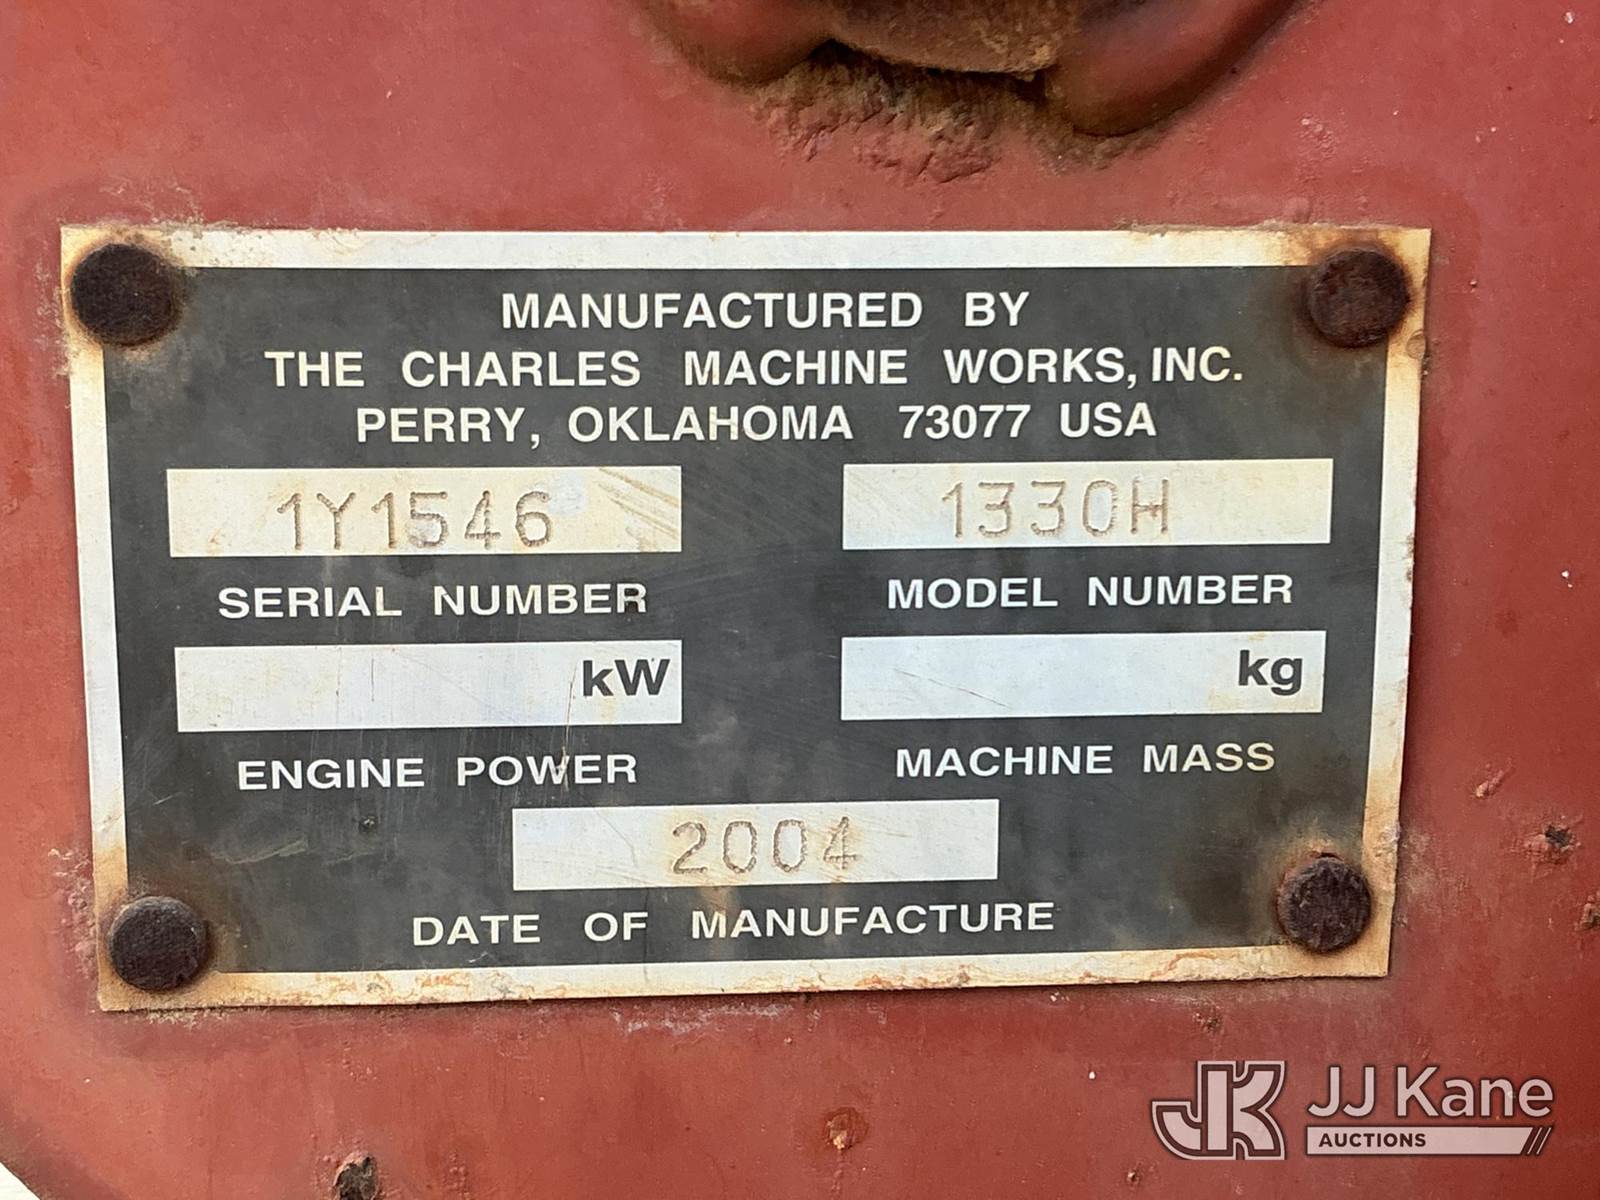 MANUFACTURED BY
THE CHARLES MACHINE WORKS, INC.
PERRY, OKLAHOMA 73077 USA
1Y1546 1330H
SERIAL NUMBER MODEL NUMBER
kW kg
ENGINE POWER MACHINE MASS
2004
DATE OF MANUFACTURE
JK JJ Kane
AUCTIONS